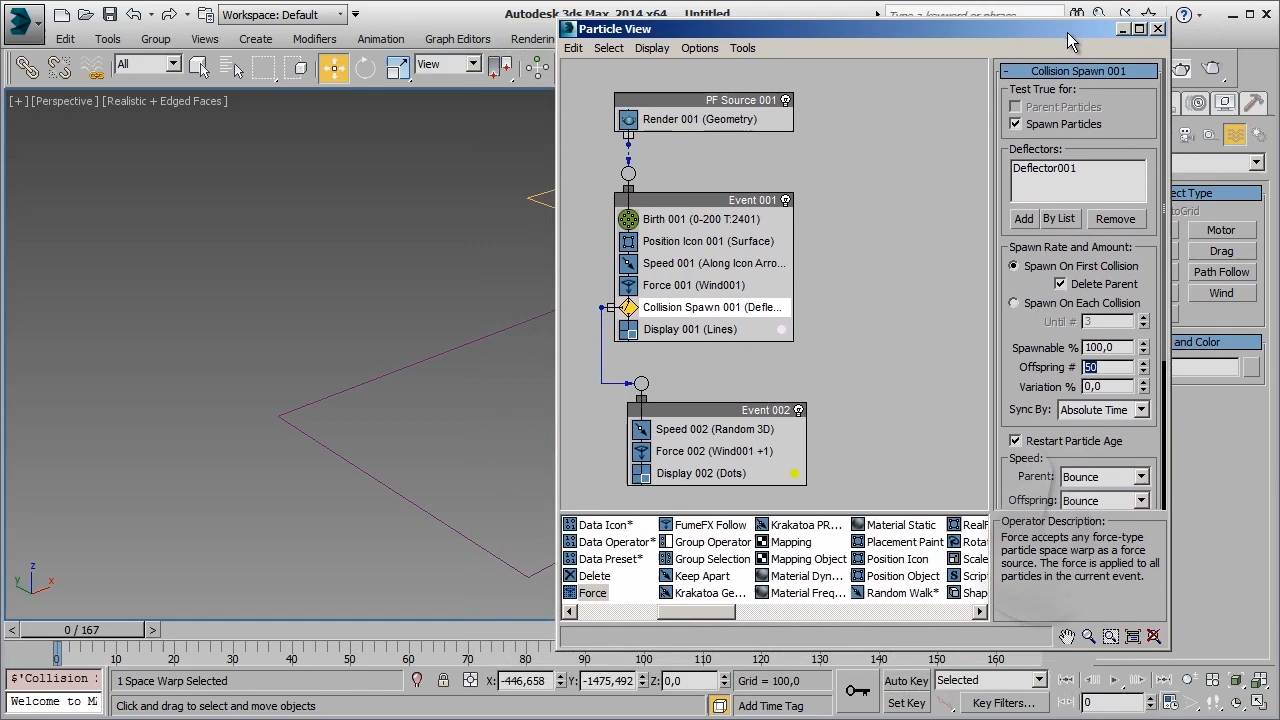 Workspace: Default
Autodesk 3ds Max 2014 x64
Untitled
Edit
Views
Create
Modifiers
Animation
Graph Editors
Rendering
All
View
[+] [Perspective] [Realistic + Edged Faces]
z
y
x
Particle View
Edit Select Display Options Tools
PF Source 001
Render 001 (Geometry)
Event 001
Birth 001 (0-200 T:2401)
Position Icon 001 (Surface)
Speed 001 (Along Icon Arro...
Force 001 (Wind001)
Collision Spawn 001 (Defle...
Display 001 (Lines)
Event 002
Speed 002 (Random 3D)
Force 002 (Wind001 +1)
Display 002 (Dots)
Data Icon* FumeFX Follow Krakatoa PR... Material Static
Data Operator* Group Operator Mapping Placement Paint
Data Preset* Group Selection Mapping Object Position Icon Scale
Delete Keep Apart Material Dyn... Position Object
Force Krakatoa Ge... Material Freq... Random Walk*
- Collision Spawn 001
Test True for:
Parent Particles
Spawn Particles
Deflectors:
Deflector001
Add By List Remove
Spawn Rate and Amount:
Spawn On First Collision
Delete Parent
Spawn On Each Collision
Until # 3
Spawnable % 100,0
Offspring # 50
Variation % 0,0
Sync By: Absolute Time
Restart Particle Age
Speed:
Parent: Bounce
Offspring: Bounce
Operator Description:
Force accepts any force-type
particle space warp as a force
source. The force is applied to all
particles in the current event.
Motor
Drag
Path Follow
Wind
and Color
< 0 / 167 >
0 10 20 30 40 50 60 70 80 90 100 110 120 130 140 150 160
$'Collision
Welcome to
1 Space Warp Selected
X: -446,658 Y: -1475,492 Z: 0,0
Grid = 100,0
Auto Key
Selected
Click and drag to select and move objects
Add Time Tag
Set Key
Key Filters...
0